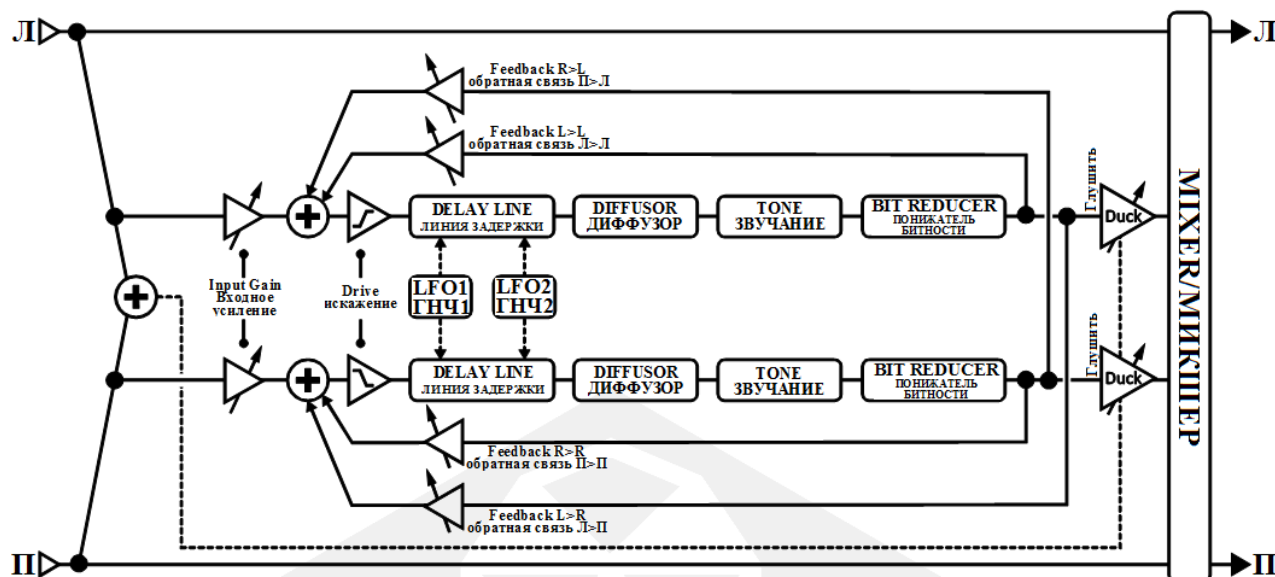 Л
Л
Feedback R>L
обратная связь П>Л
Feedback L>L
обратная связь Л>Л
DELAY LINE
ЛИНИЯ ЗАДЕРЖКИ
DIFFUSOR
ДИФФУЗОР
TONE
ЗВУЧАНИЕ
BIT REDUCER
ПОНИЖАТЕЛЬ
БИТНОСТИ
Глушить
Duck
Input Gain
Входное
усиление
Drive
искажение
LFO1
ГНЧ1
LFO2
ГНЧ2
MIXER/МИКШЕР
DELAY LINE
ЛИНИЯ ЗАДЕРЖКИ
DIFFUSOR
ДИФФУЗОР
TONE
ЗВУЧАНИЕ
BIT REDUCER
ПОНИЖАТЕЛЬ
БИТНОСТИ
Глушить
Duck
Feedback R>R
обратная связь П>П
Feedback L>R
обратная связь Л>П
П
П